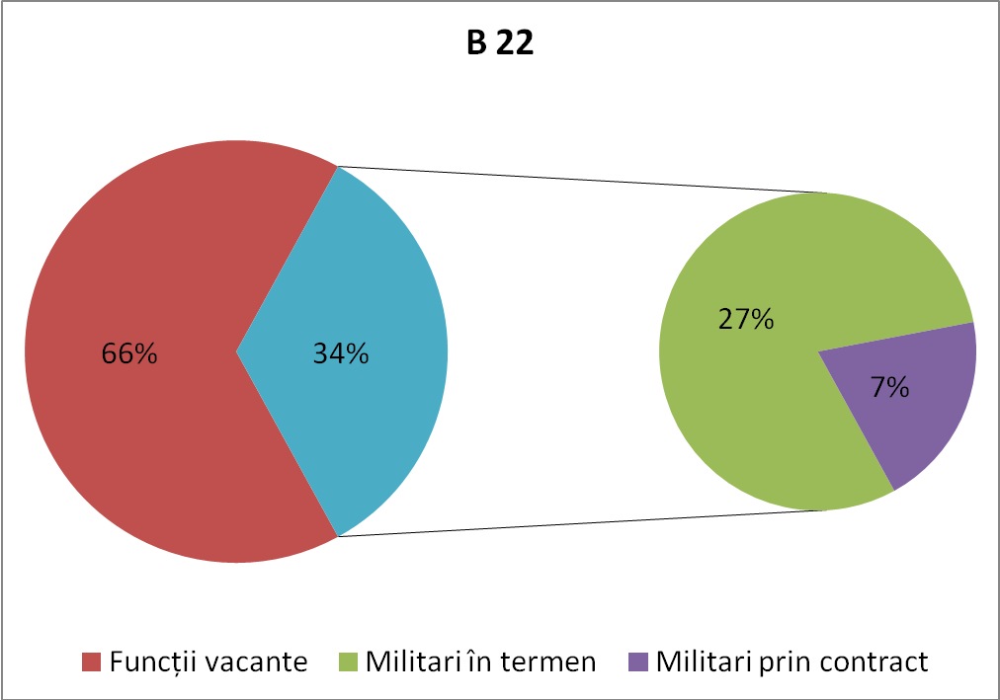 B 22
66%
34%
27%
7%
Funcții vacante
Militari în termen
Militari prin contract